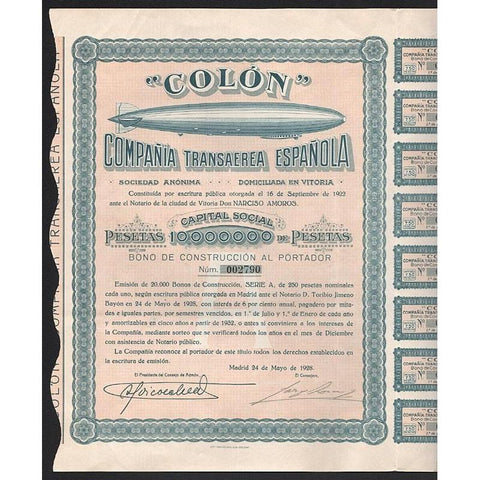 "COLÓN"
COMPAÑIA TRANSAEREA ESPAÑOLA
SOCIEDAD ANÓNIMA DOMICILIADA EN VITORIA
Constituída por escritura pública otorgada el 16 de Septiembre de 1922
ante el Notario de la ciudad de Vitoria Don NARCISO AMOROS.
CAPITAL SOCIAL
PESETAS 10.000.000 DE PESETAS
BONO DE CONSTRUCCIÓN AL PORTADOR
Núm. 002790
Emisión de 20.000 Bonos de Construcción, SERIE A, de 250 pesetas nominales
cada uno, según escritura pública otorgada en Madrid ante el Notario D. Toribio Jimeno
Bayon en 24 de Mayo de 1928, con interés de 6 por ciento anual, pagadero por mita-
des e iguales partes, por semestres vencidos, en 1.º de Julio y 1.º de Enero de cada año
y amortizables en cinco años a partir de 1932, o antes si conviniera a los intereses de
la Compañía, mediante sorteo que se verificará todos los años en el mes de Diciembre
con asistencia de Notario público.
La Compañía reconoce al portador de este título todos los derechos establecidos en
la escritura de emisión.
Madrid 24 de Mayo de 1928.
El Presidente del Consejo de Admón. El Consejero,